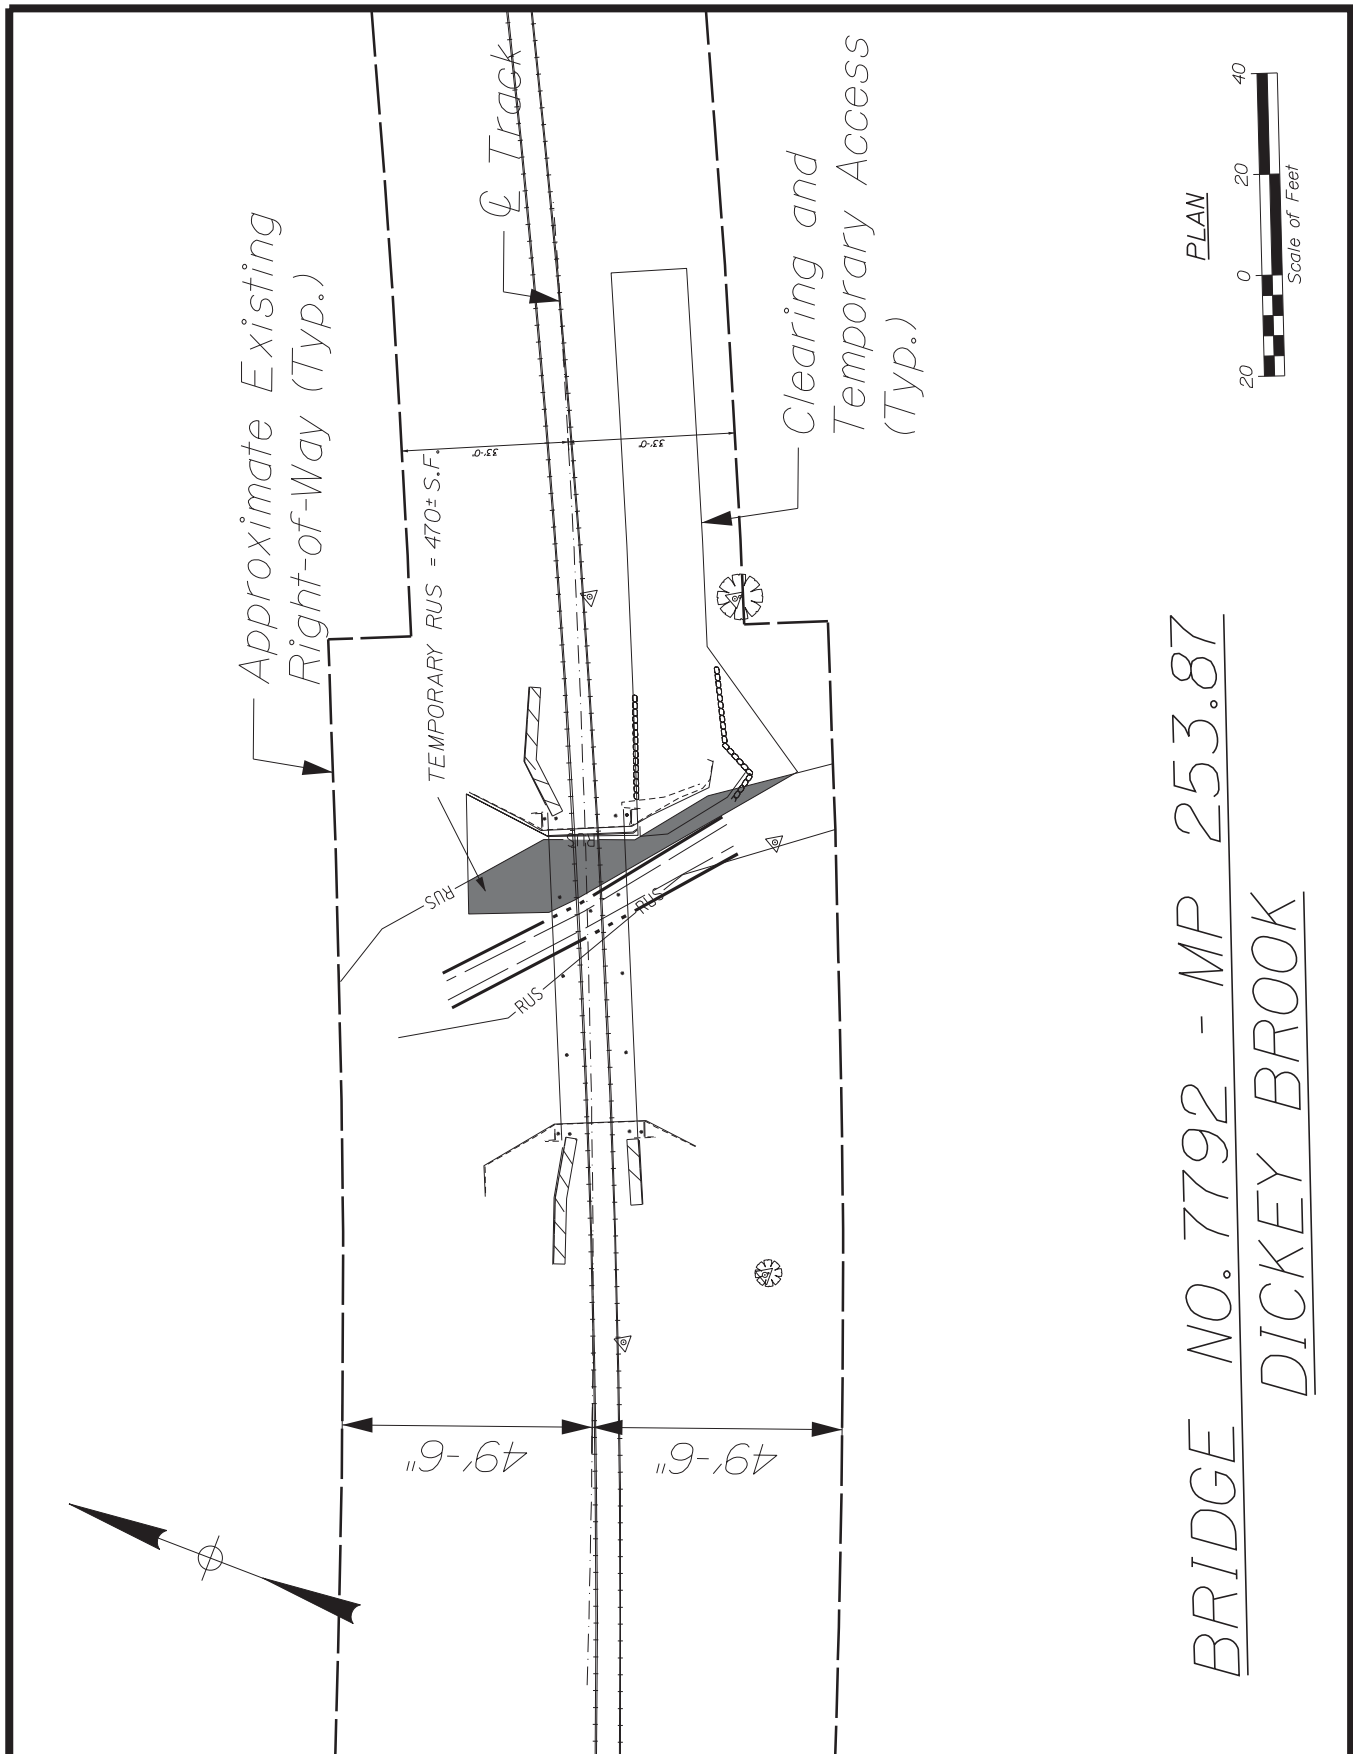 Approximate Existing
Right-of-Way (Typ.)
℄ Track
Clearing and
Temporary Access
(Typ.)
TEMPORARY RUS = 470± S.F.
33'-0"
33'-0"
RUS
RUS
RUS
RUS
49'-6"
49'-6"
PLAN
20 0 20 40
Scale of Feet
BRIDGE NO. 7792 - MP 253.87
DICKEY BROOK